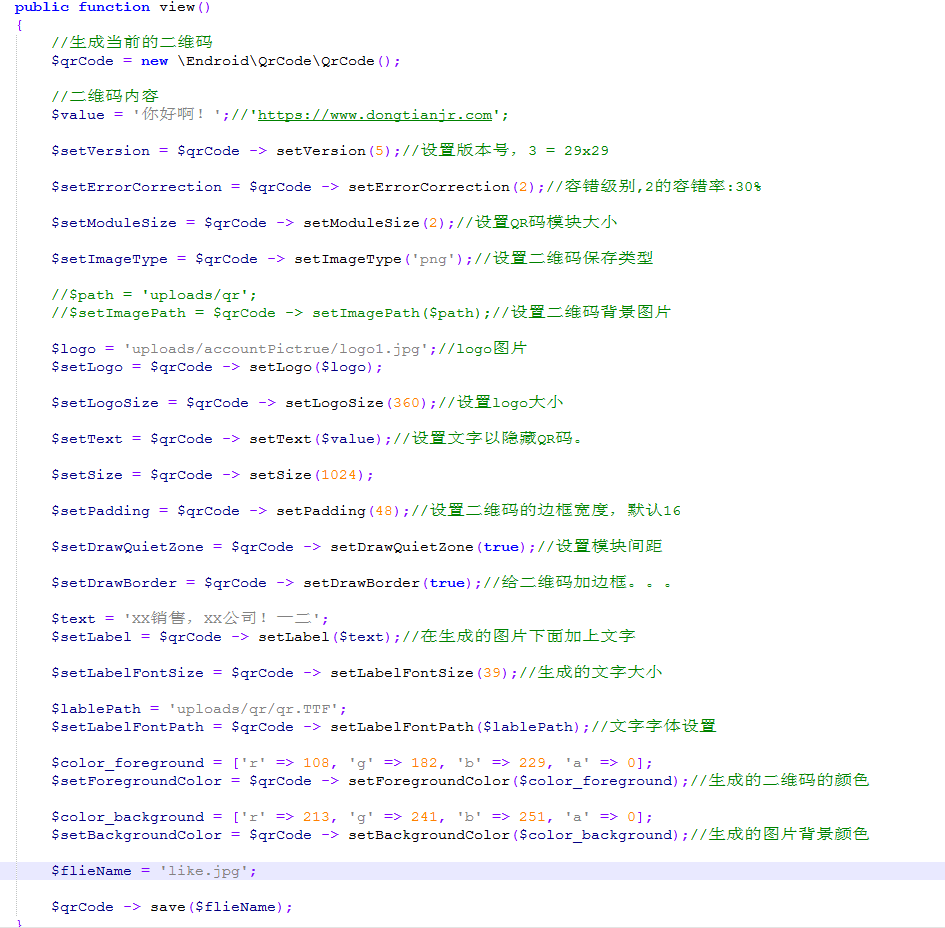 public function view()
{
//生成当前的二维码
$qrCode = new \Endroid\QrCode\QrCode();
//二维码内容
$value = '你好啊! ';//'https://www.dongtianjr.com';
$setVersion = $qrCode -> setVersion(5);//设置版本号, 3 = 29x29
$setErrorCorrection = $qrCode -> setErrorCorrection(2);//容错级别,2的容错率:30%
$setModuleSize = $qrCode -> setModuleSize(2);//设置QR码模块大小
$setImageType = $qrCode -> setImageType('png');//设置二维码保存类型
//$path = 'uploads/qr';
//$setImagePath = $qrCode -> setImagePath($path);//设置二维码背景图片
$logo = 'uploads/accountPictrue/logo1.jpg';//logo图片
$setLogo = $qrCode -> setLogo($logo);
$setLogoSize = $qrCode -> setLogoSize(360);//设置logo大小
$setText = $qrCode -> setText($value);//设置文字以隐藏QR码。
$setSize = $qrCode -> setSize(1024);
$setPadding = $qrCode -> setPadding(48);//设置二维码的边框宽度, 默认16
$setDrawQuietZone = $qrCode -> setDrawQuietZone(true);//设置模块间距
$setDrawBorder = $qrCode -> setDrawBorder(true);//给二维码加边框。。。
$text = 'XX销售, XX公司! 一二';
$setLabel = $qrCode -> setLabel($text);//在生成的图片下面加上文字
$setLabelFontSize = $qrCode -> setLabelFontSize(39);//生成的文字大小
$lablePath = 'uploads/qr/qr.TTF';
$setLabelFontPath = $qrCode -> setLabelFontPath($lablePath);//文字字体设置
$color_foreground = ['r' => 108, 'g' => 182, 'b' => 229, 'a' => 0];
$setForegroundColor = $qrCode -> setForegroundColor($color_foreground);//生成的二维码的颜色
$color_background = ['r' => 213, 'g' => 241, 'b' => 251, 'a' => 0];
$setBackgroundColor = $qrCode -> setBackgroundColor($color_background);//生成的图片背景颜色
$flieName = 'like.jpg';
$qrCode -> save($flieName);
}